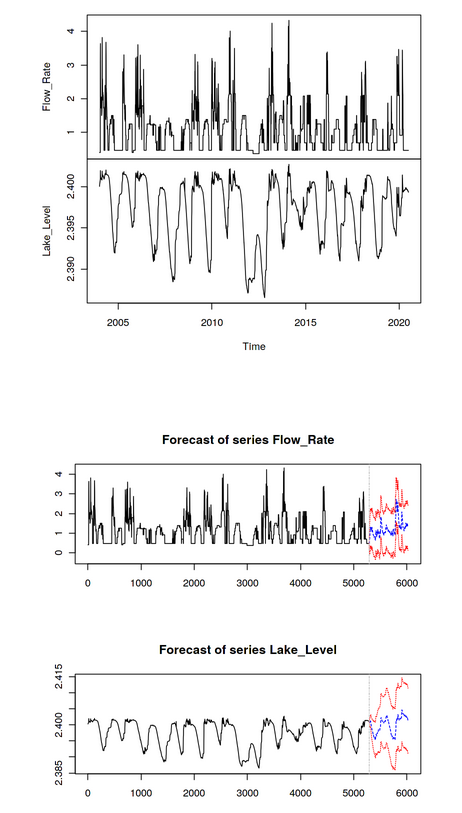 Flow_Rate
4
3
2
1
Lake_Level
2.400
2.395
2.390
2005 2010 2015 2020
Time
Forecast of series Flow_Rate
4
3
2
1
0
0 1000 2000 3000 4000 5000 6000
Forecast of series Lake_Level
2.415
2.400
2.385
0 1000 2000 3000 4000 5000 6000